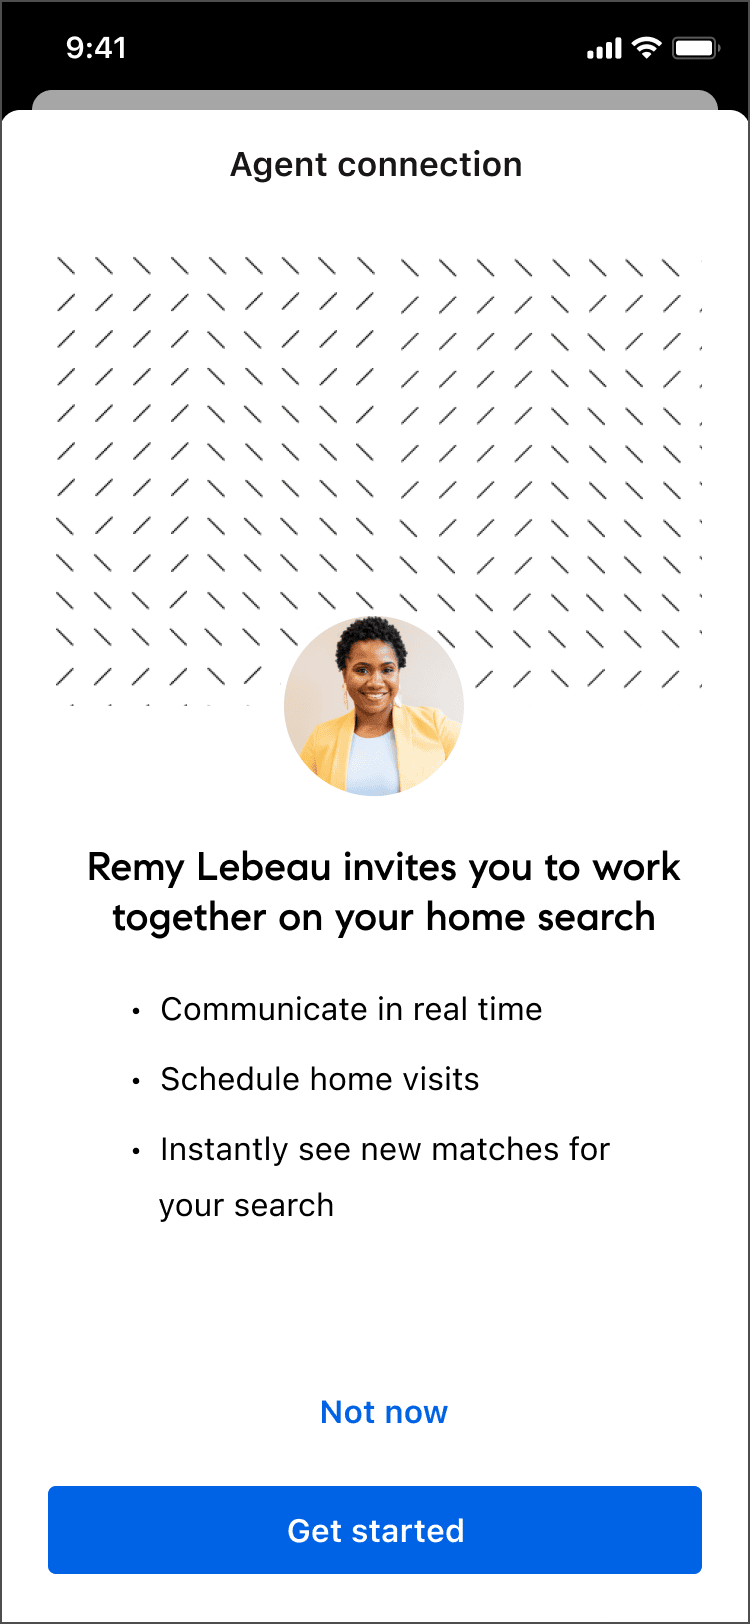 9:41
Agent connection
Remy Lebeau invites you to work
together on your home search
• Communicate in real time
• Schedule home visits
• Instantly see new matches for
your search
Not now
Get started